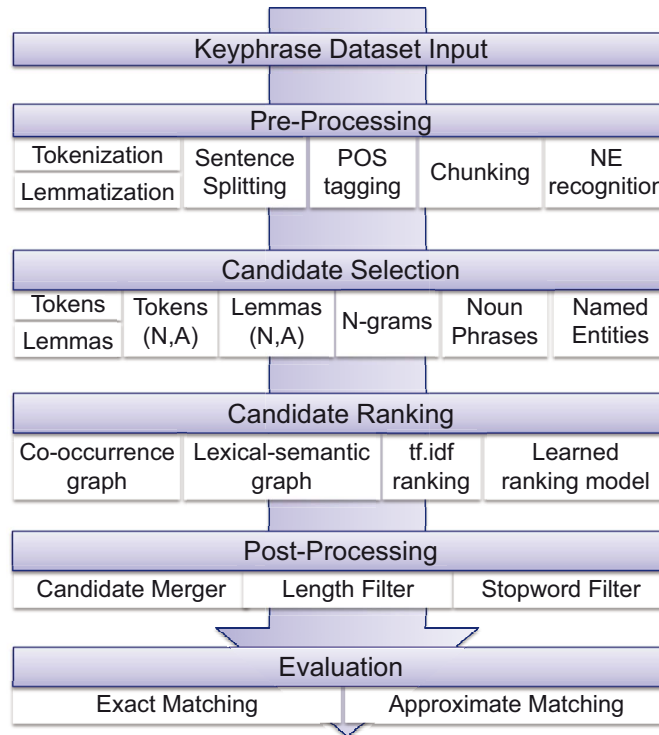 Keyphrase Dataset Input
Pre-Processing
Tokenization
Lemmatization
Sentence
Splitting
POS
tagging
Chunking
NE
recognition
Candidate Selection
Tokens
Lemmas
Tokens
(N,A)
Lemmas
(N,A)
N-grams
Noun
Phrases
Named
Entities
Candidate Ranking
Co-occurrence
graph
Lexical-semantic
graph
tf.idf
ranking
Learned
ranking model
Post-Processing
Candidate Merger
Length Filter
Stopword Filter
Evaluation
Exact Matching
Approximate Matching